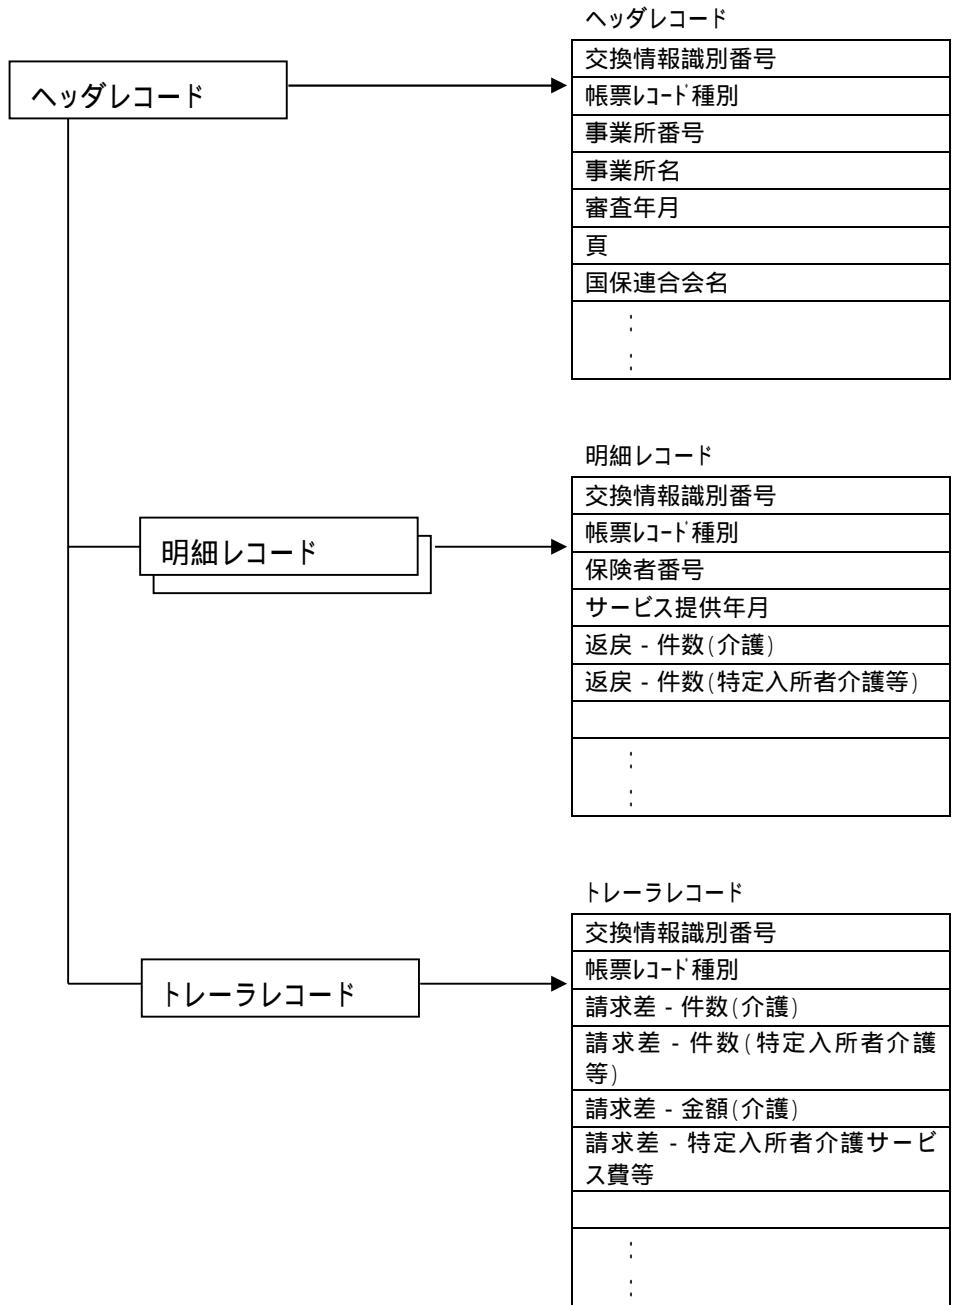 ヘッダレコード
ヘッダレコード
交換情報識別番号
帳票ﾚｺｰﾄﾞ種別
事業所番号
事業所名
審査年月
頁
国保連合会名
:
:
明細レコード
明細レコード
交換情報識別番号
帳票ﾚｺｰﾄﾞ種別
保険者番号
サービス提供年月
返戻 - 件数(介護)
返戻 - 件数(特定入所者介護等)
:
:
トレーラレコード
トレーラレコード
交換情報識別番号
帳票ﾚｺｰﾄﾞ種別
請求差 - 件数(介護)
請求差 - 件数(特定入所者介護
等)
請求差 - 金額(介護)
請求差 - 特定入所者介護サービ
ス費等
:
: